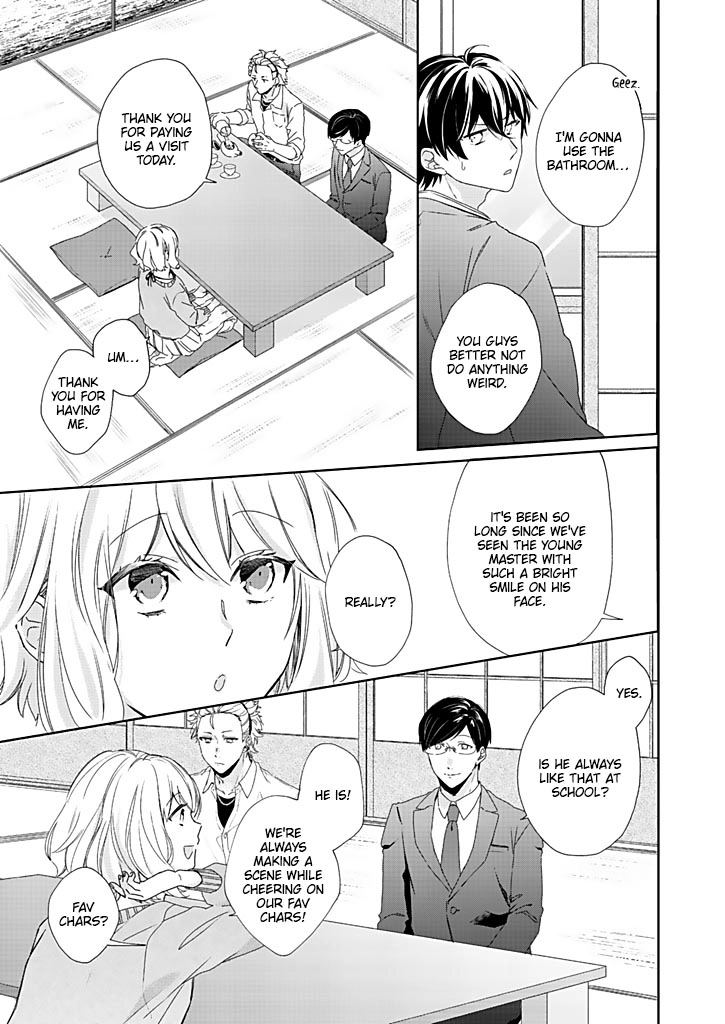 Geez.
I'M GONNA
USE THE
BATHROOM...
YOU GUYS
BETTER NOT
DO ANYTHING
WEIRD.
THANK YOU
FOR PAYING
US A VISIT
TODAY.
UM...
THANK
YOU FOR
HAVING
ME.
IT'S BEEN SO
LONG SINCE WE'VE
SEEN THE YOUNG
MASTER WITH
SUCH A BRIGHT
SMILE ON HIS
FACE.
REALLY?
YES.
IS HE ALWAYS
LIKE THAT AT
SCHOOL?
HE IS!
WE'RE
ALWAYS
MAKING A
SCENE WHILE
CHEERING ON
OUR FAV
CHARS!
FAV
CHARS?